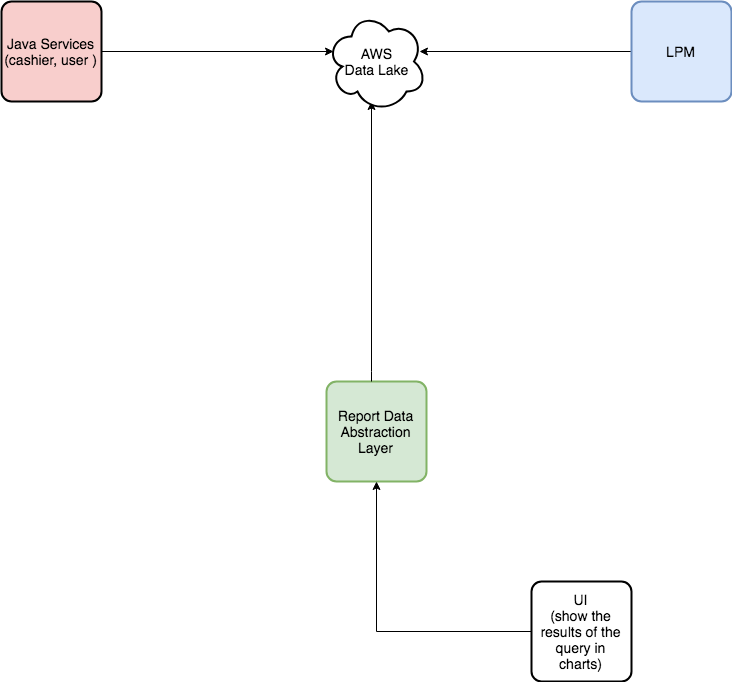 Java Services
(cashier, user )
AWS
Data Lake
LPM
Report Data
Abstraction
Layer
UI
(show the
results of the
query in
charts)